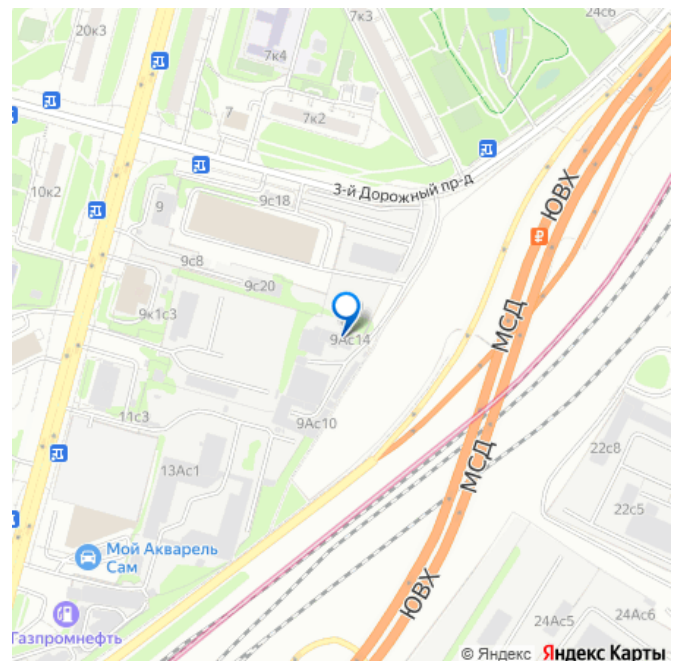 24с6
7к3
20к3
7к4
7
7к2
10к2
3-й Дорожный пр-д
9с18
9
ЮВХ
9с8
9с20
9к1с3
МСД
9Ас14
11с3
9Ас10
МСД
22с8
13Ас1
22с5
Мой Акварель
Сам
ЮВХ
24Ас5
24Ас6
Газпромнефть
© Яндекс Яндекс Карты